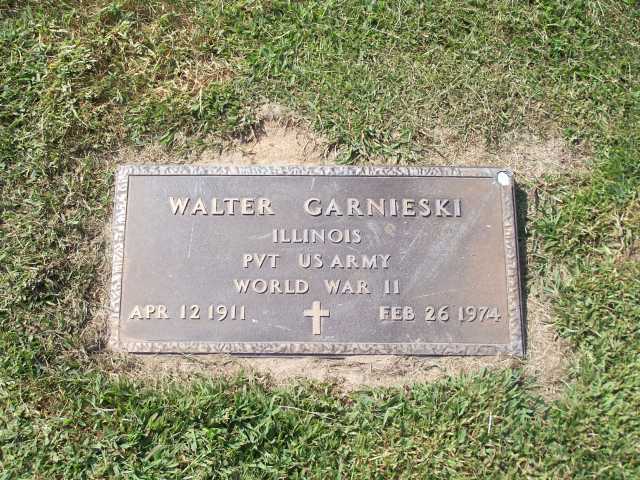 WALTER GARNIESKI
ILLINOIS
PVT US ARMY
WORLD WAR II
APR 12 1911 FEB 26 1974